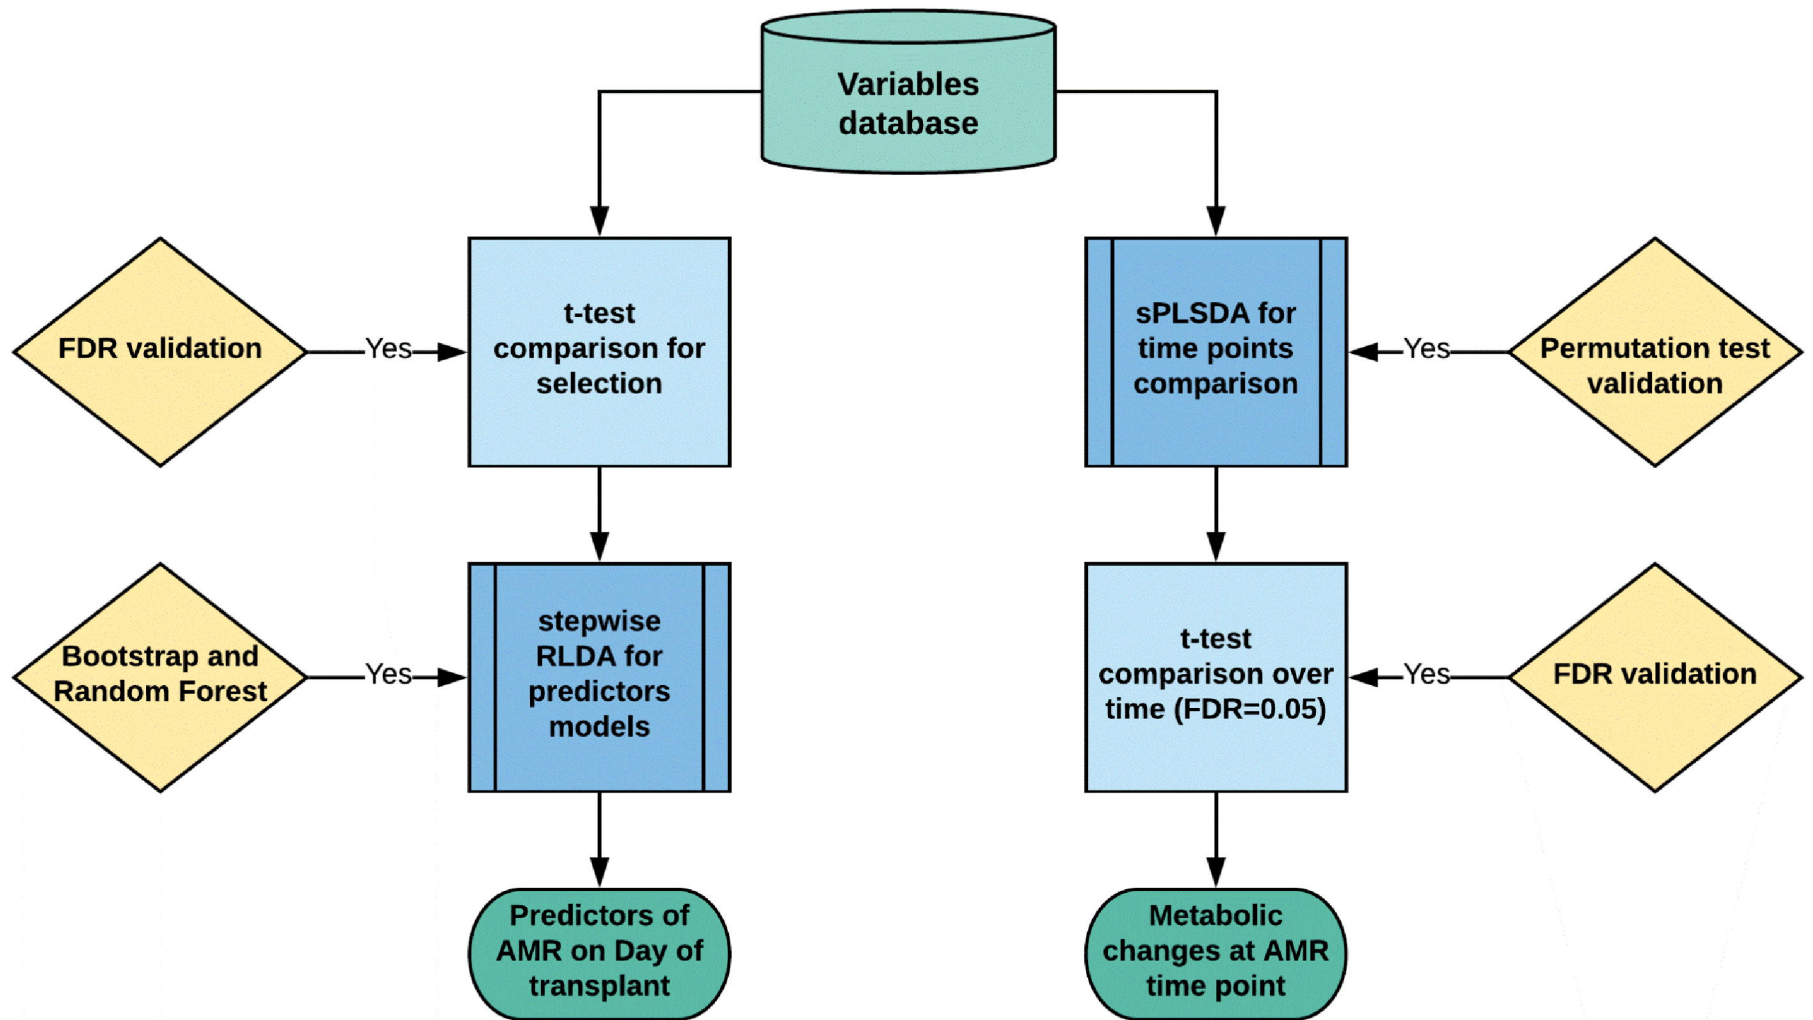 Variables
database
FDR validation
Yes
t-test
comparison for
selection
sPLSDA for
time points
comparison
Yes
Permutation test
validation
Bootstrap and
Random Forest
Yes
stepwise
RLDA for
predictors
models
t-test
comparison over
time (FDR=0.05)
Yes
FDR validation
Predictors of
AMR on Day of
transplant
Metabolic
changes at AMR
time point